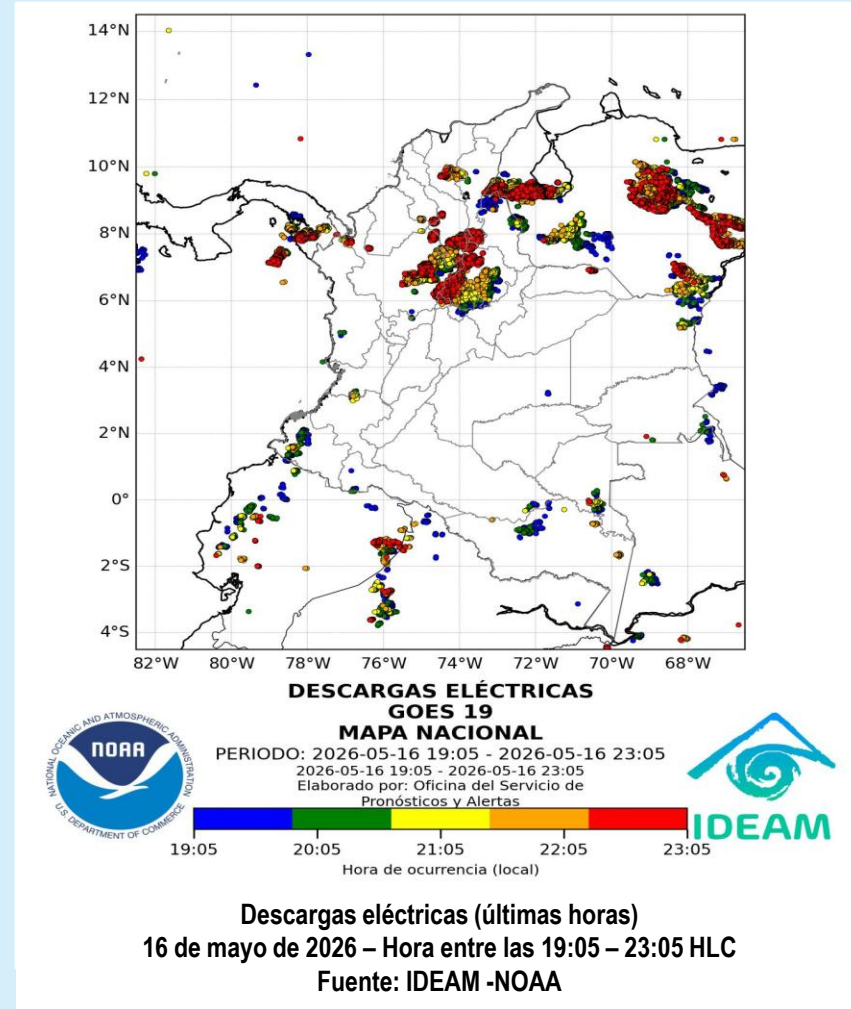 14°N
12°N
10°N
8°N
6°N
4°N
2°N
0°
2°S
4°S
82°W 80°W 78°W 76°W 74°W 72°W 70°W 68°W
DESCARGAS ELÉCTRICAS
GOES 19
MAPA NACIONAL
PERIODO: 2026-05-16 19:05 - 2026-05-16 23:05
2026-05-16 19:05 - 2026-05-16 23:05
Elaborado por: Oficina del Servicio de
Pronósticos y Alertas
NATIONAL OCEANIC AND ATMOSPHERIC ADMINISTRATION
NOAA
U.S. DEPARTMENT OF COMMERCE
IDEAM
19:05 20:05 21:05 22:05 23:05
Hora de ocurrencia (local)
Descargas eléctricas (últimas horas)
16 de mayo de 2026 – Hora entre las 19:05 – 23:05 HLC
Fuente: IDEAM -NOAA